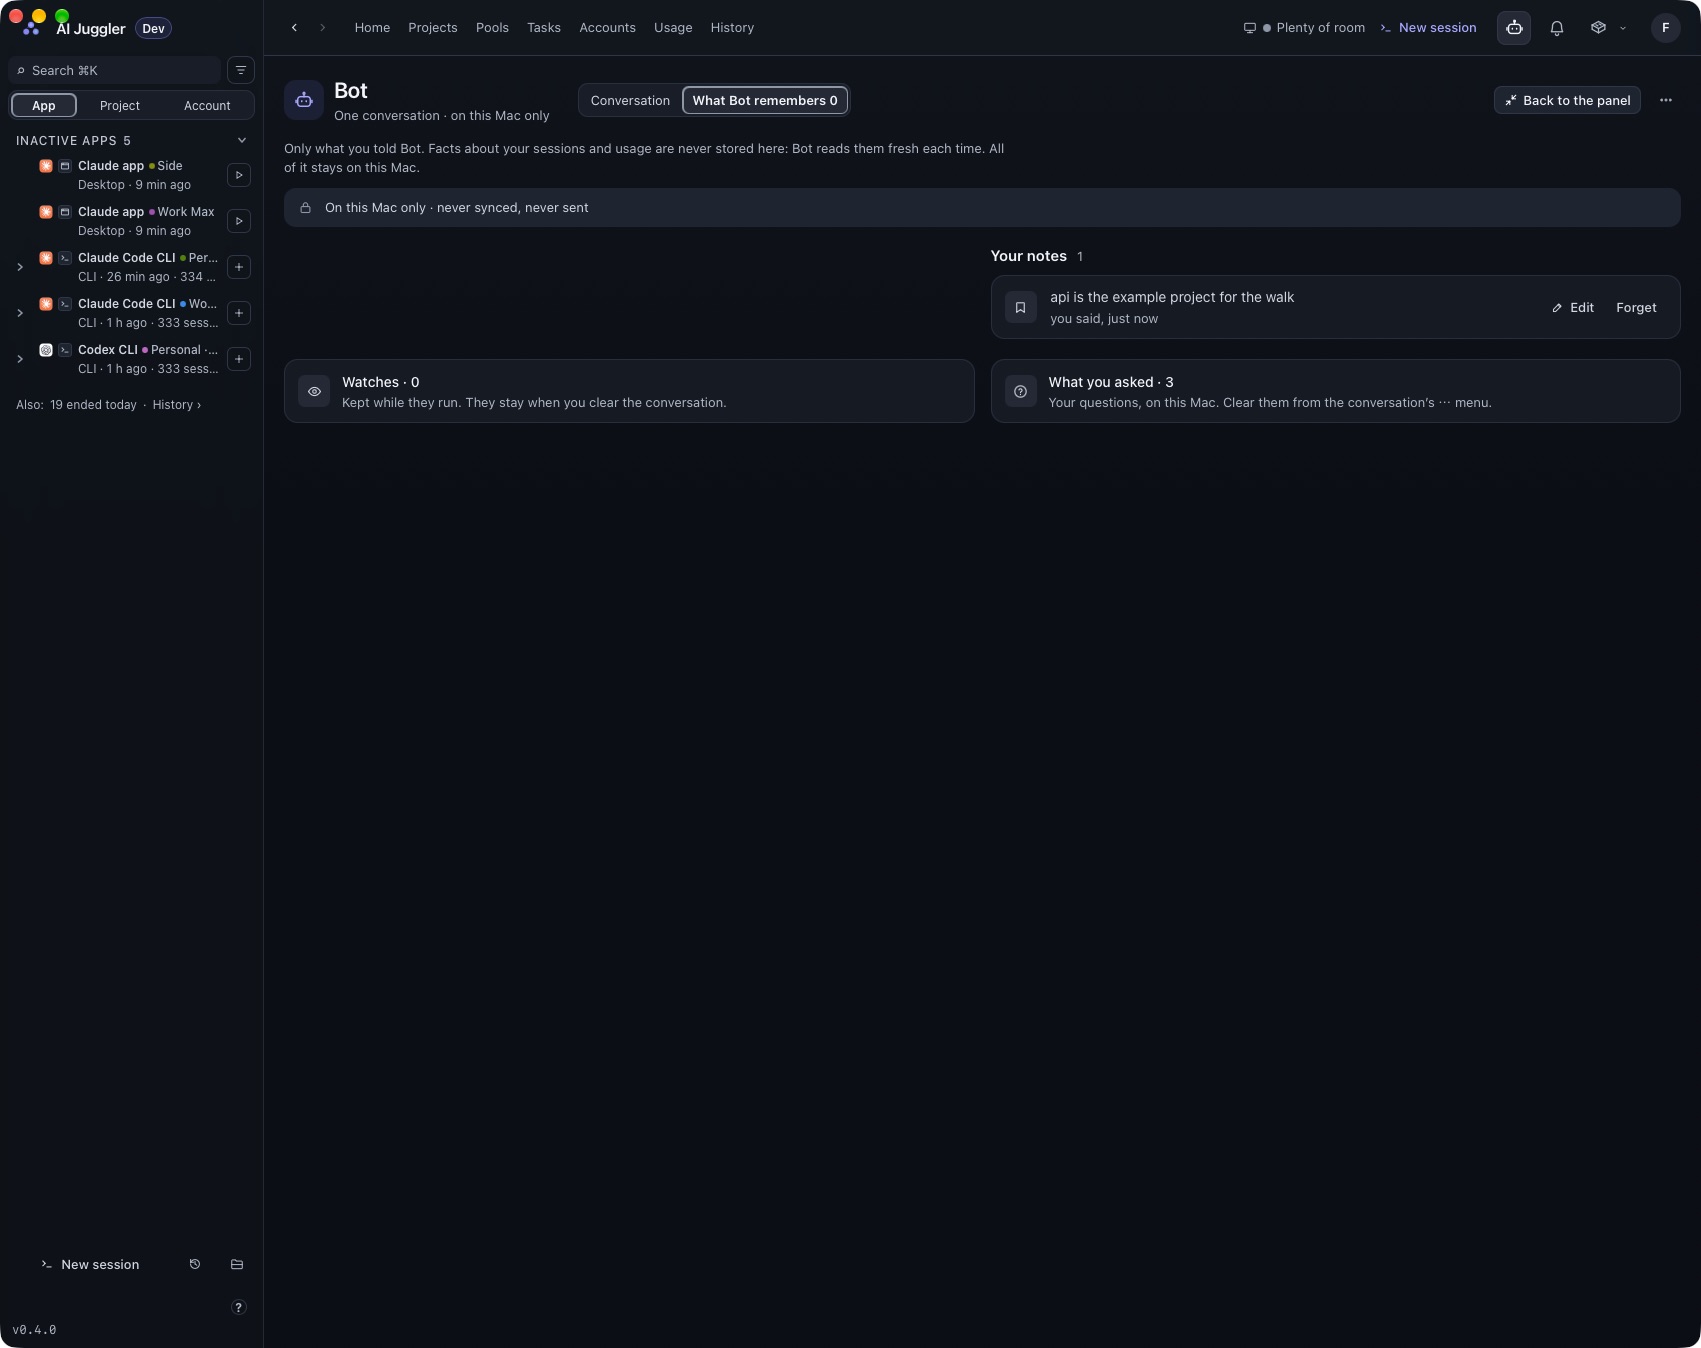 AI Juggler Dev
Home Projects Pools Tasks Accounts Usage History
Plenty of room New session F
Search ⌘K
App Project Account
INACTIVE APPS 5
Claude app Side
Desktop · 9 min ago
Claude app Work Max
Desktop · 9 min ago
Claude Code CLI Per...
CLI · 26 min ago · 334 ...
Claude Code CLI Wo...
CLI · 1 h ago · 333 sess...
Codex CLI Personal ·...
CLI · 1 h ago · 333 sess...
Also: 19 ended today · History ›
New session
?
v0.4.0
Bot
One conversation · on this Mac only
Conversation What Bot remembers 0
Back to the panel ···
Only what you told Bot. Facts about your sessions and usage are never stored here: Bot reads them fresh each time. All
of it stays on this Mac.
On this Mac only · never synced, never sent
Your notes 1
api is the example project for the walk
you said, just now
Edit Forget
Watches · 0
Kept while they run. They stay when you clear the conversation.
What you asked · 3
Your questions, on this Mac. Clear them from the conversation's ··· menu.